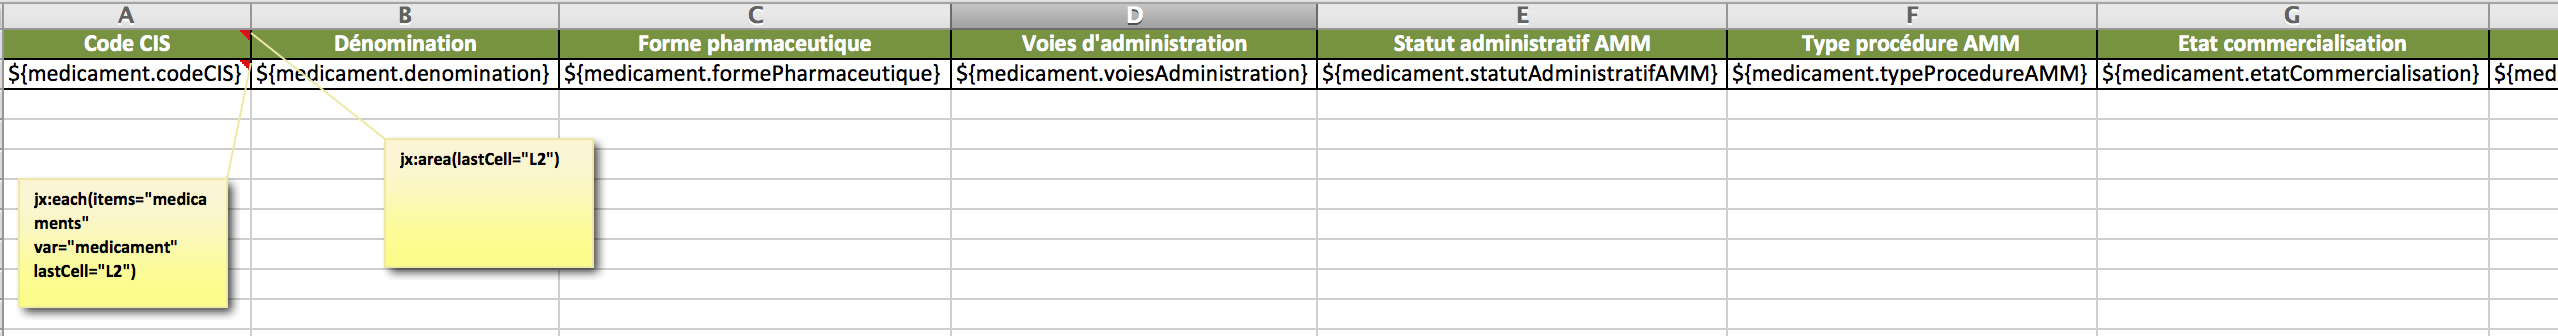 A B C D E F G
Code CIS Dénomination Forme pharmaceutique Voies d'administration Statut administratif AMM Type procédure AMM Etat commercialisation
${medicament.codeCIS} ${medicament.denomination} ${medicament.formePharmaceutique} ${medicament.voiesAdministration} ${medicament.statutAdministratifAMM} ${medicament.typeProcedureAMM} ${medicament.etatCommercialisation} ${med
jx:area(lastCell="L2")
jx:each(items="medica
ments"
var="medicament"
lastCell="L2")